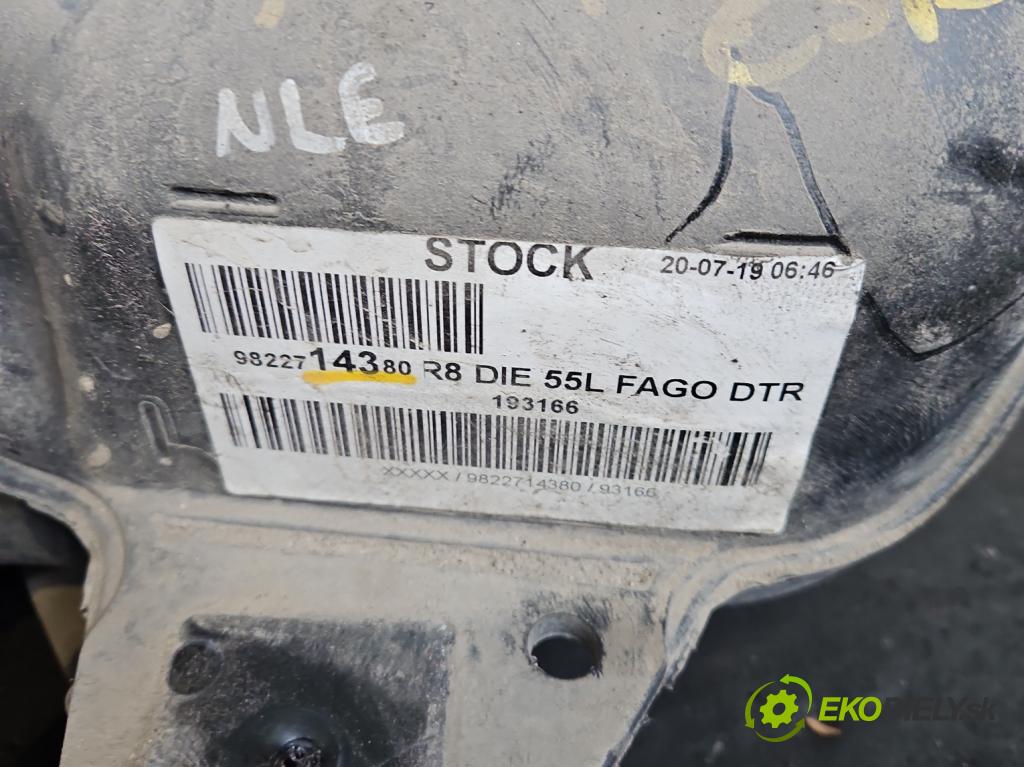 NLE
STOCK
20-07-19 06:46
9822714380 R8 DIE 55L FAGO DTR
193166
XXXXX / 9822714380 / 93166
EKODIELY.sk